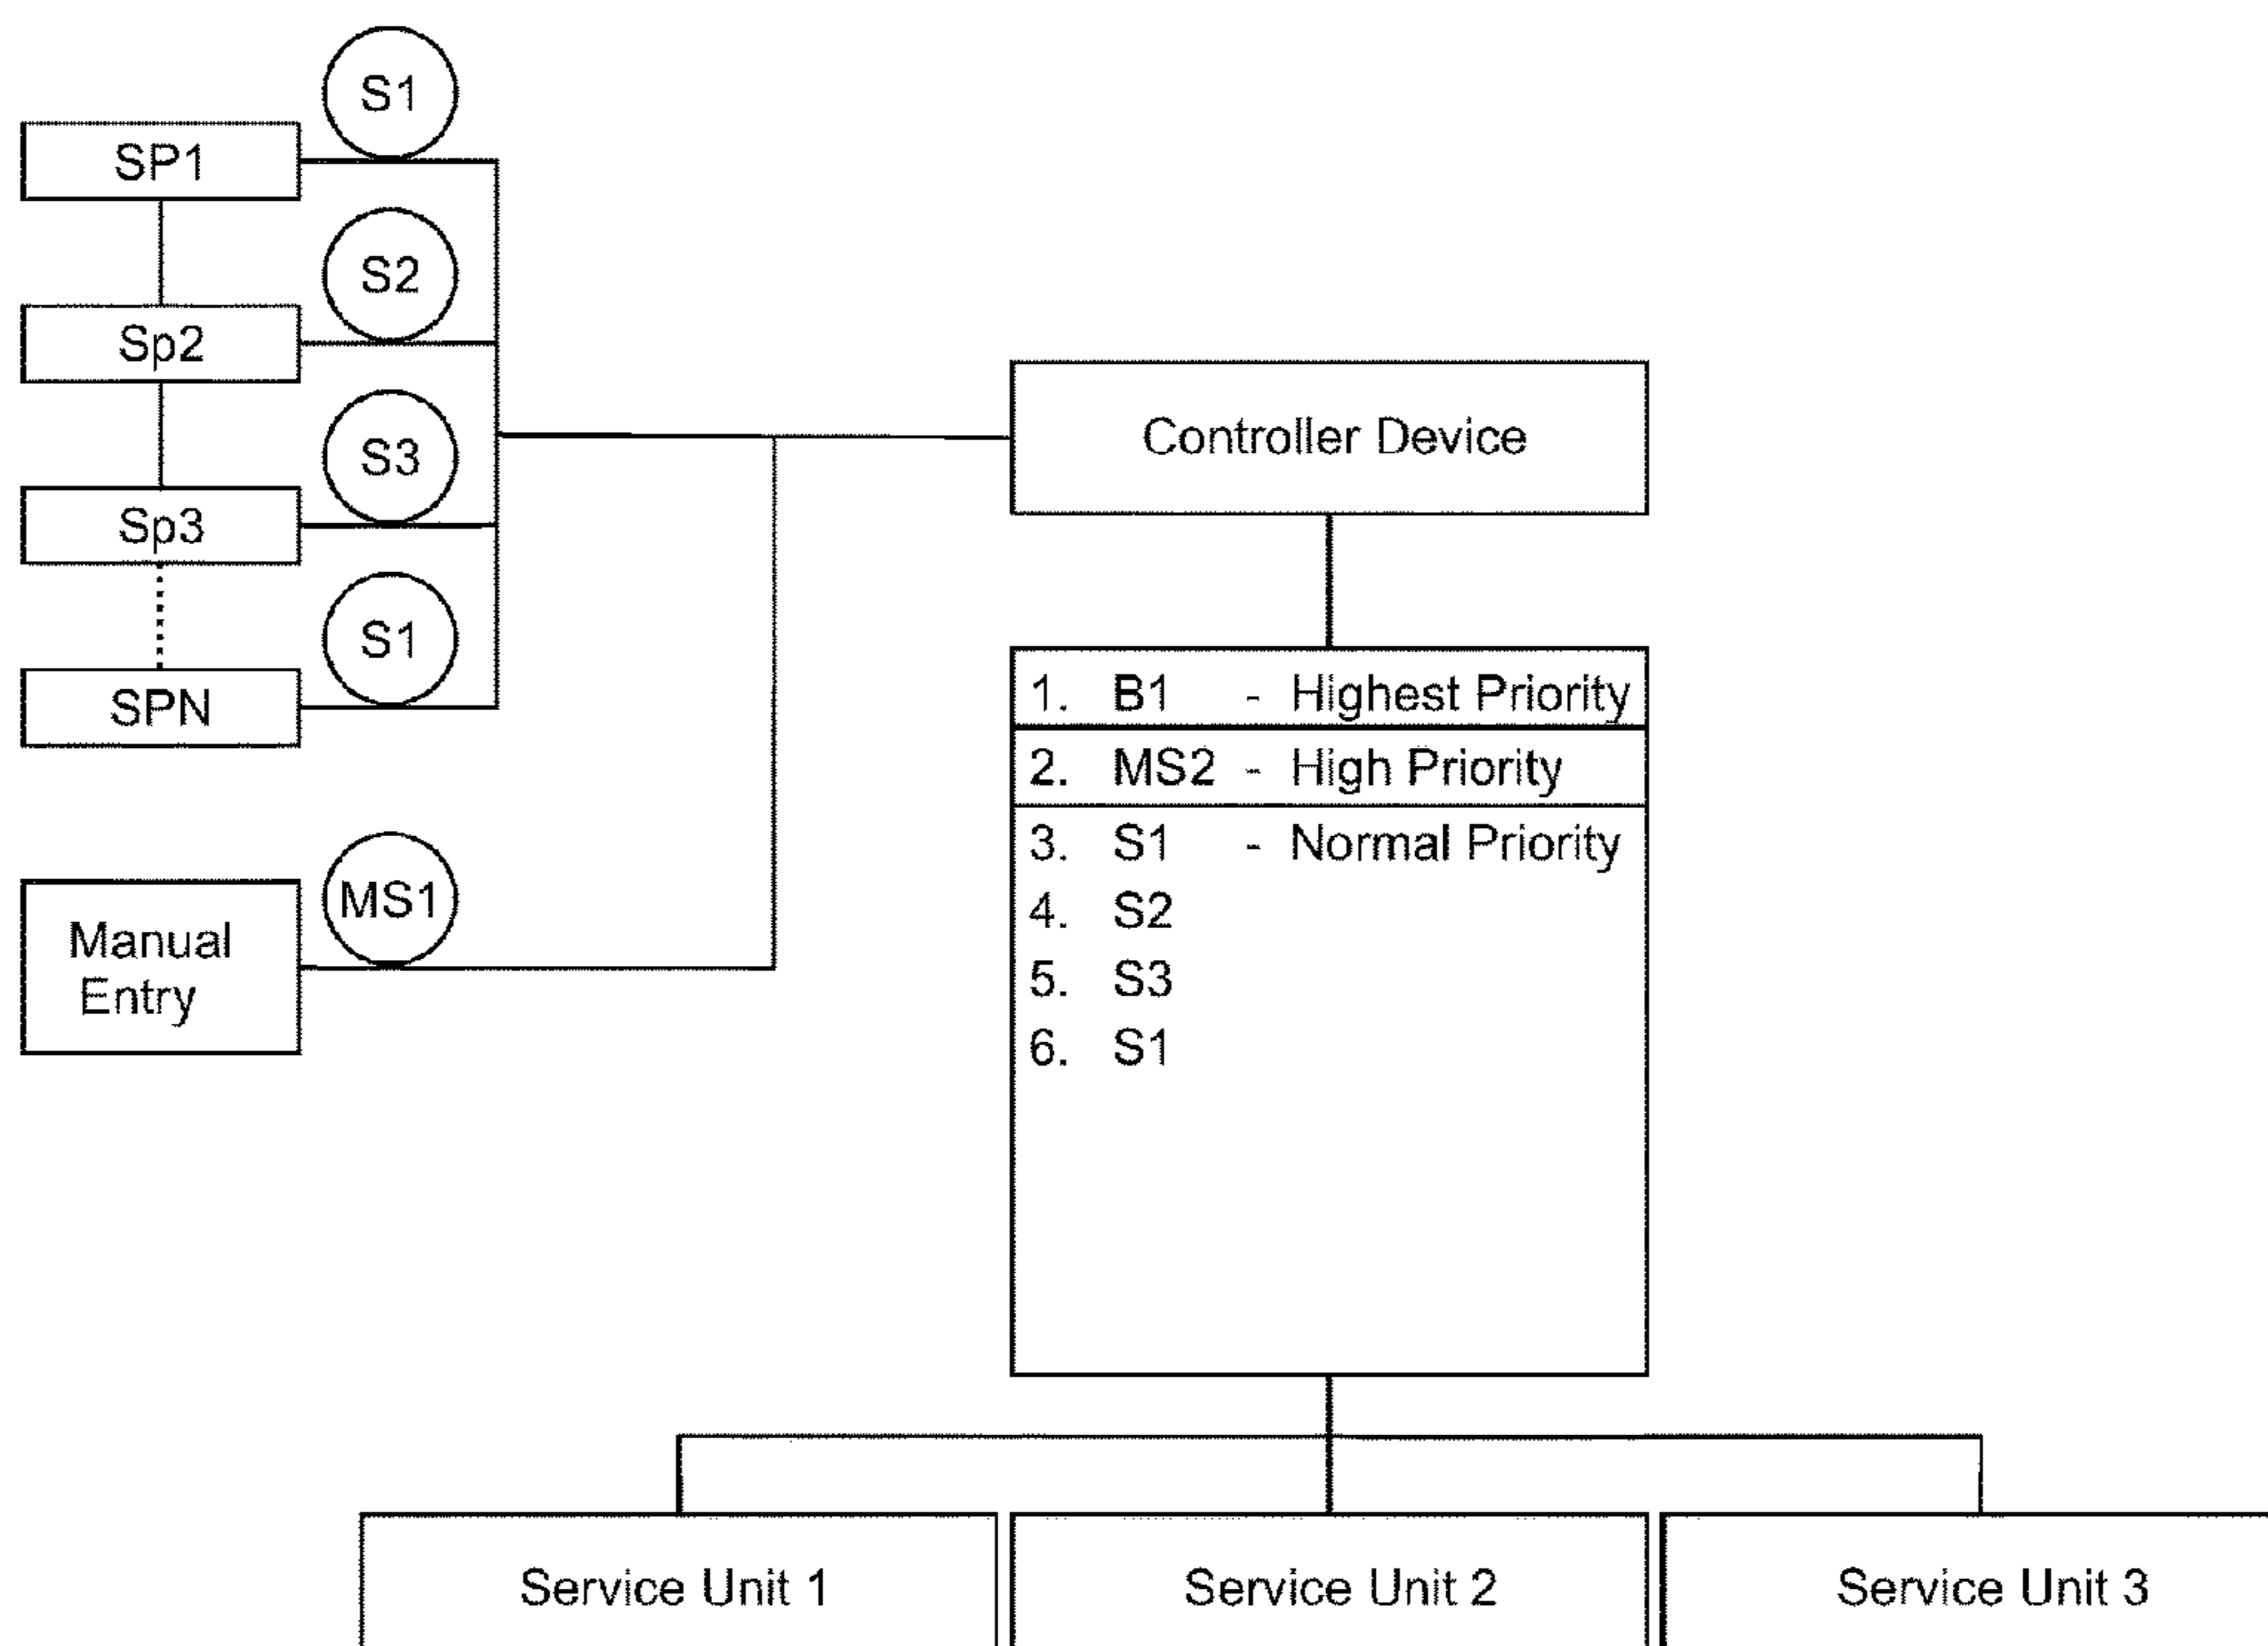 S1
SP1
S2
Sp2
S3
Sp3
S1
SPN
MS1
Manual
Entry
Controller Device
1. B1 - Highest Priority
2. MS2 - High Priority
3. S1 - Normal Priority
4. S2
5. S3
6. S1
Service Unit 1
Service Unit 2
Service Unit 3